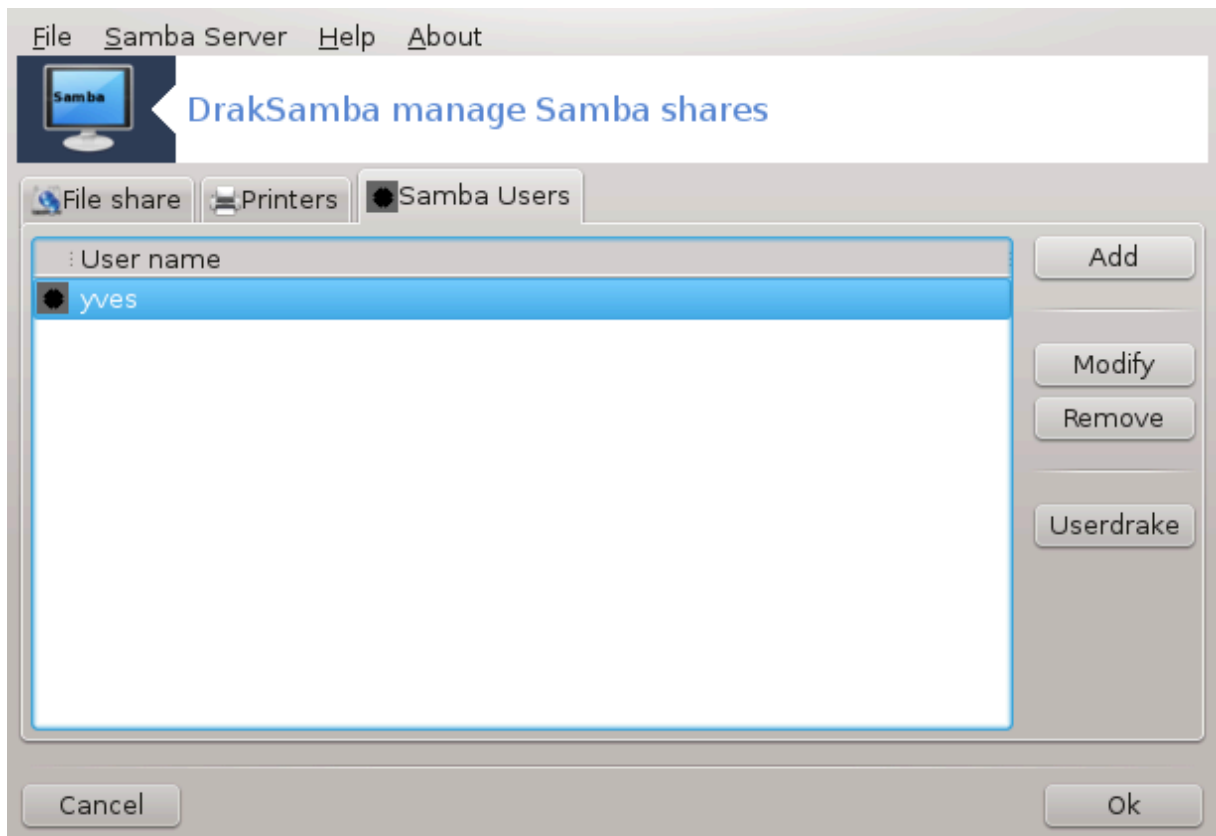 File Samba Server Help About
Samba
DrakSamba manage Samba shares
File share Printers Samba Users
User name
Add
yves
Modify
Remove
Userdrake
Cancel
Ok